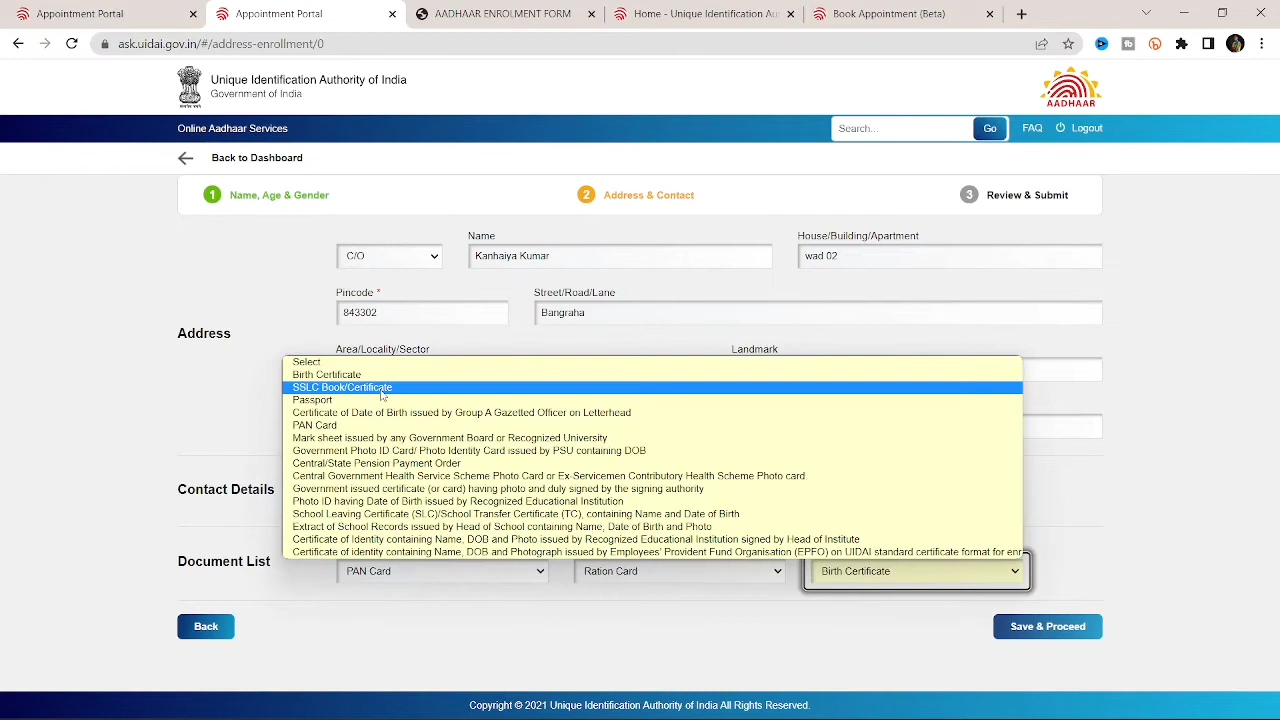 Appointment Portal
Appointment Portal
AADHAAR ENROLMENT FORM
Home - Unique Identification Au
Book Appointment (Beta)
ask.uidai.gov.in/#/address-enrollment/0
Unique Identification Authority of India
Government of India
AADHAAR
Online Aadhaar Services
Search...
Go
FAQ
Logout
Back to Dashboard
1 Name, Age & Gender
2 Address & Contact
3 Review & Submit
Name
House/Building/Apartment
C/O
Kanhaiya Kumar
wad 02
Pincode *
Street/Road/Lane
843302
Bangraha
Address
Area/Locality/Sector
Landmark
Select
Birth Certificate
SSLC Book/Certificate
Passport
Certificate of Date of Birth issued by Group A Gazetted Officer on Letterhead
PAN Card
Mark sheet issued by any Government Board or Recognized University
Government Photo ID Card/ Photo Identity Card issued by PSU containing DOB
Central/State Pension Payment Order
Central Government Health Service Scheme Photo Card or Ex-Servicemen Contributory Health Scheme Photo card.
Government issued certificate (or card) having photo and duly signed by the signing authority
Photo ID having Date of Birth issued by Recognized Educational Institution
School Leaving Certificate (SLC)/School Transfer Certificate (TC), containing Name and Date of Birth
Extract of School Records issued by Head of School containing Name, Date of Birth and Photo
Certificate of Identity containing Name, DOB and Photo issued by Recognized Educational Institution signed by Head of Institute
Certificate of identity containing Name, DOB and Photograph issued by Employees' Provident Fund Organisation (EPFO) on UIDAI standard certificate format for enr
Contact Details
Document List
PAN Card
Ration Card
Birth Certificate
Back
Save & Proceed
Copyright © 2021 Unique Identification Authority of India All Rights Reserved.